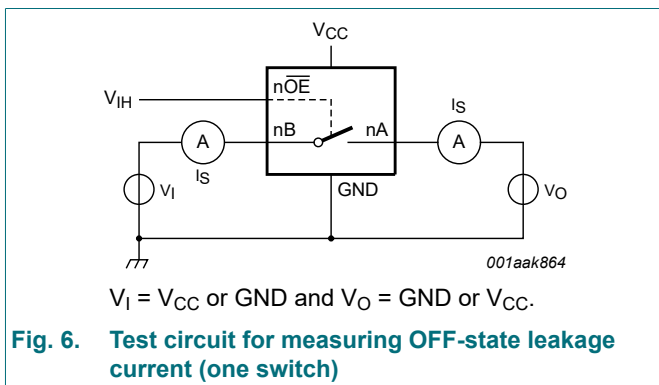 VCC
nOE
VIH
IS
nB
nA
A
A
IS
VI
GND
VO
001aak864
VI = VCC or GND and VO = GND or VCC.
Fig. 6. Test circuit for measuring OFF-state leakage
current (one switch)